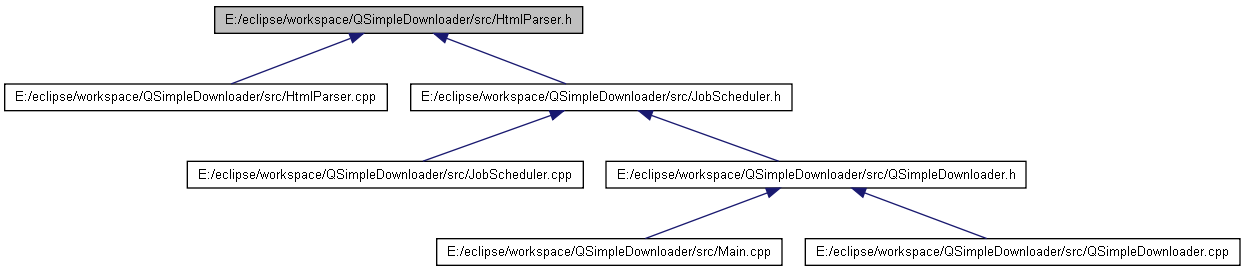 E:/eclipse/workspace/QSimpleDownloader/src/HtmlParser.h
E:/eclipse/workspace/QSimpleDownloader/src/HtmlParser.cpp
E:/eclipse/workspace/QSimpleDownloader/src/JobScheduler.h
E:/eclipse/workspace/QSimpleDownloader/src/JobScheduler.cpp
E:/eclipse/workspace/QSimpleDownloader/src/QSimpleDownloader.h
E:/eclipse/workspace/QSimpleDownloader/src/Main.cpp
E:/eclipse/workspace/QSimpleDownloader/src/QSimpleDownloader.cpp